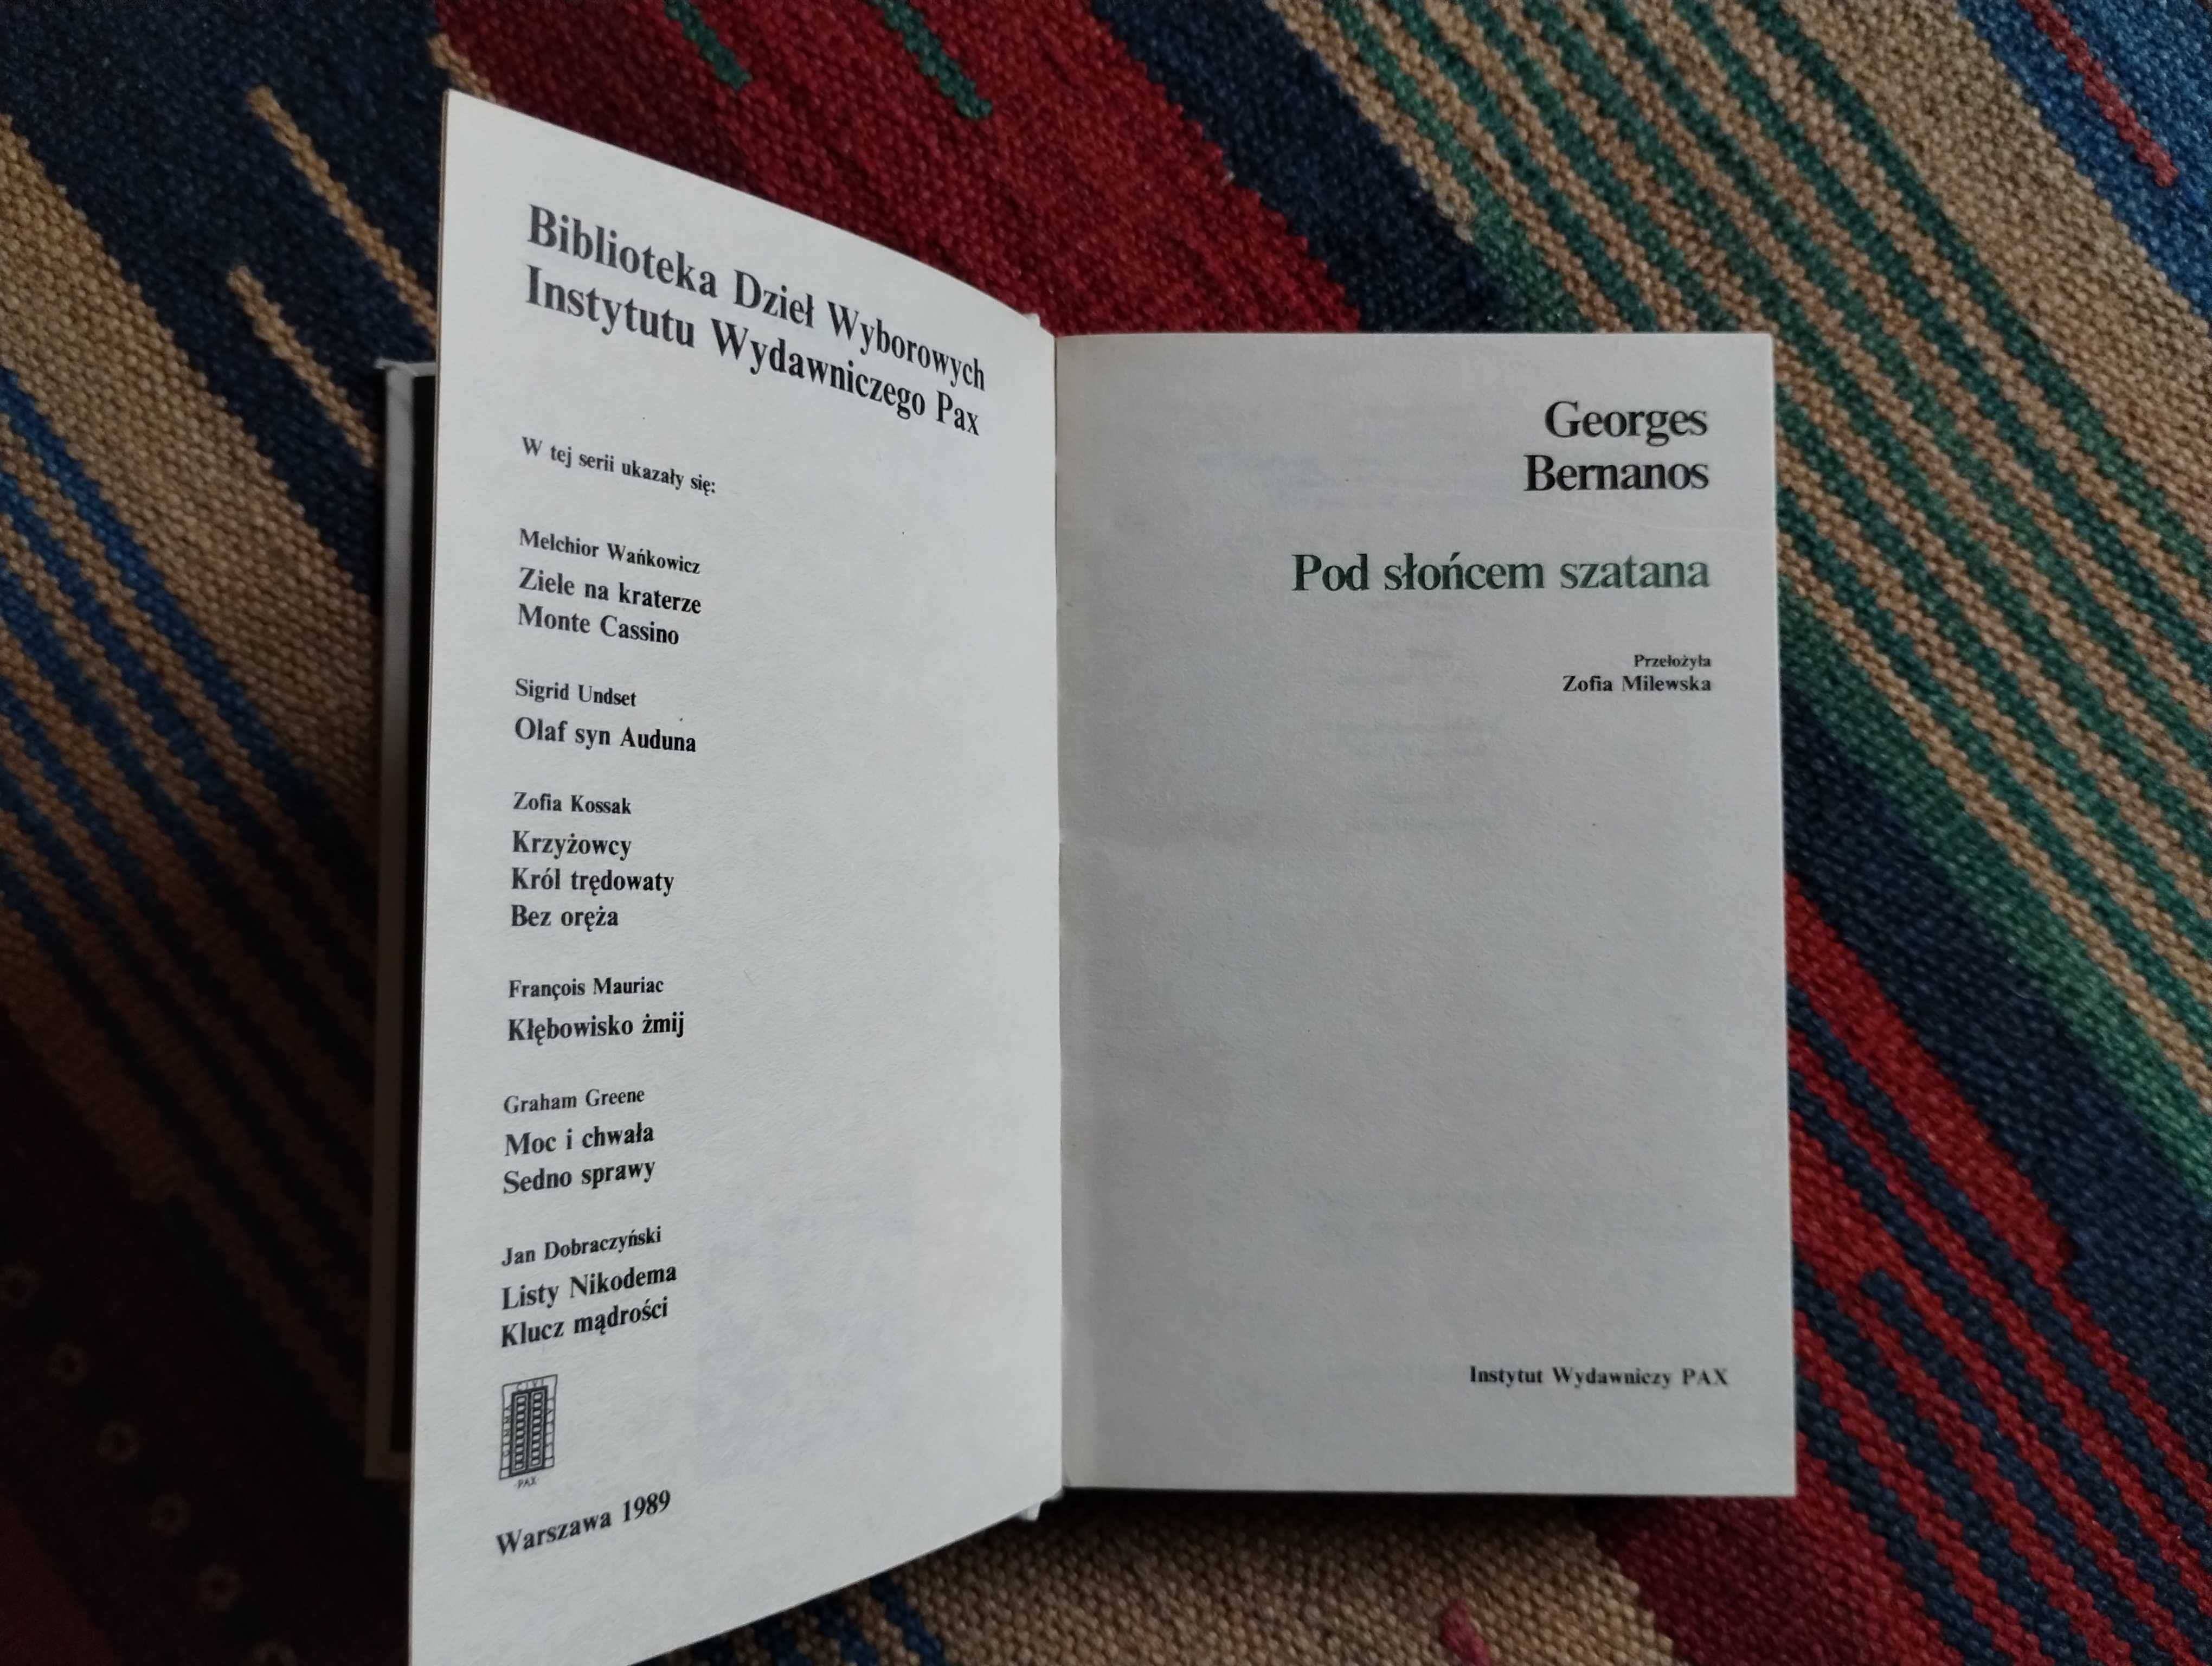 Biblioteka Dzieł Wyborowych
Instytutu Wydawniczego Pax
W tej serii ukazały się:
Melchior Wańkowicz
Ziele na kraterze
Monte Cassino
Sigrid Undset
Olaf syn Auduna
Zofia Kossak
Krzyżowcy
Król trędowaty
Bez oręża
François Mauriac
Kłębowisko żmij
Graham Greene
Moc i chwała
Sedno sprawy
Jan Dobraczyński
Listy Nikodema
Klucz mądrości
PAX
Warszawa 1989
Georges
Bernanos
Pod słońcem szatana
Przełożyła
Zofia Milewska
Instytut Wydawniczy PAX